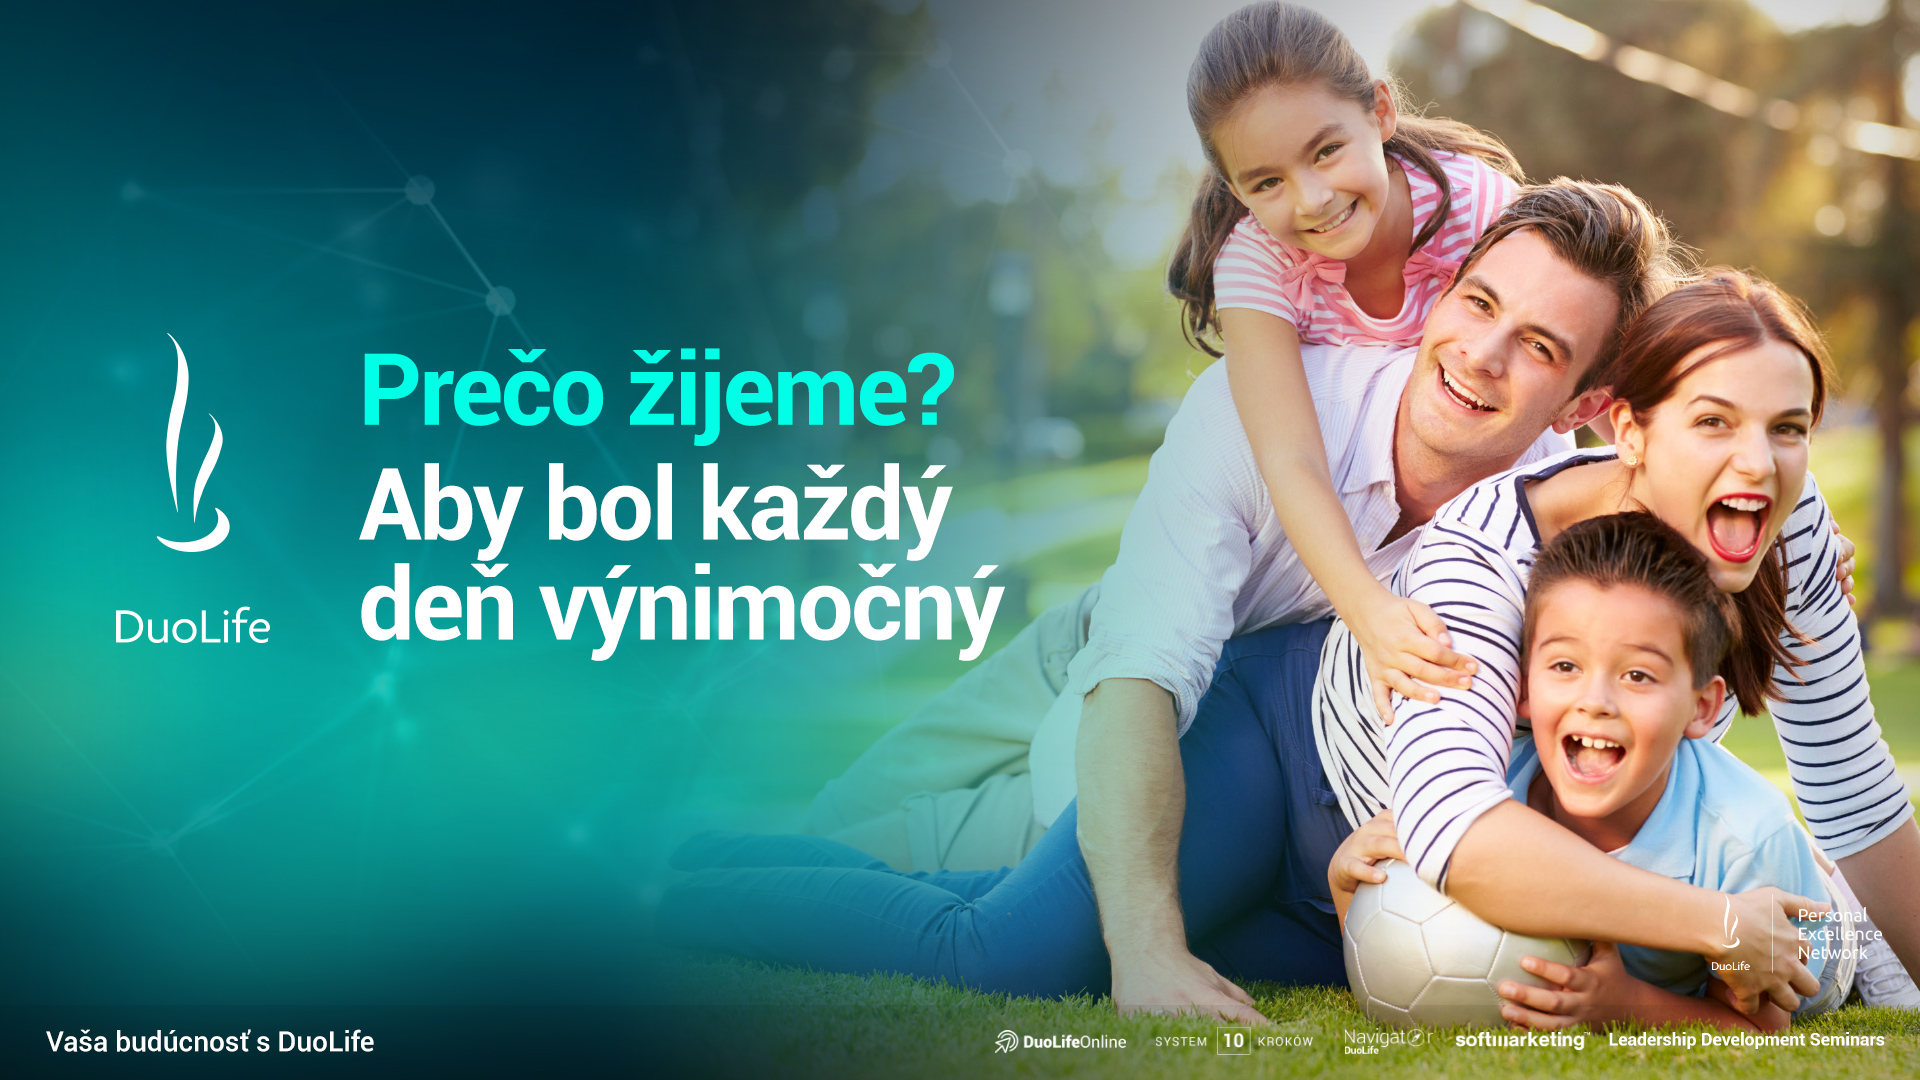 Prečo žijeme?
Aby bol každý
deň výnimočný
DuoLife
DuoLife
Personal
Excellence
Network
Vaša budúcnosť s DuoLife
DuoLifeOnline
SYSTEM 10 KROKÓW
Navigator
DuoLife
softmarketing™
Leadership Development Seminars